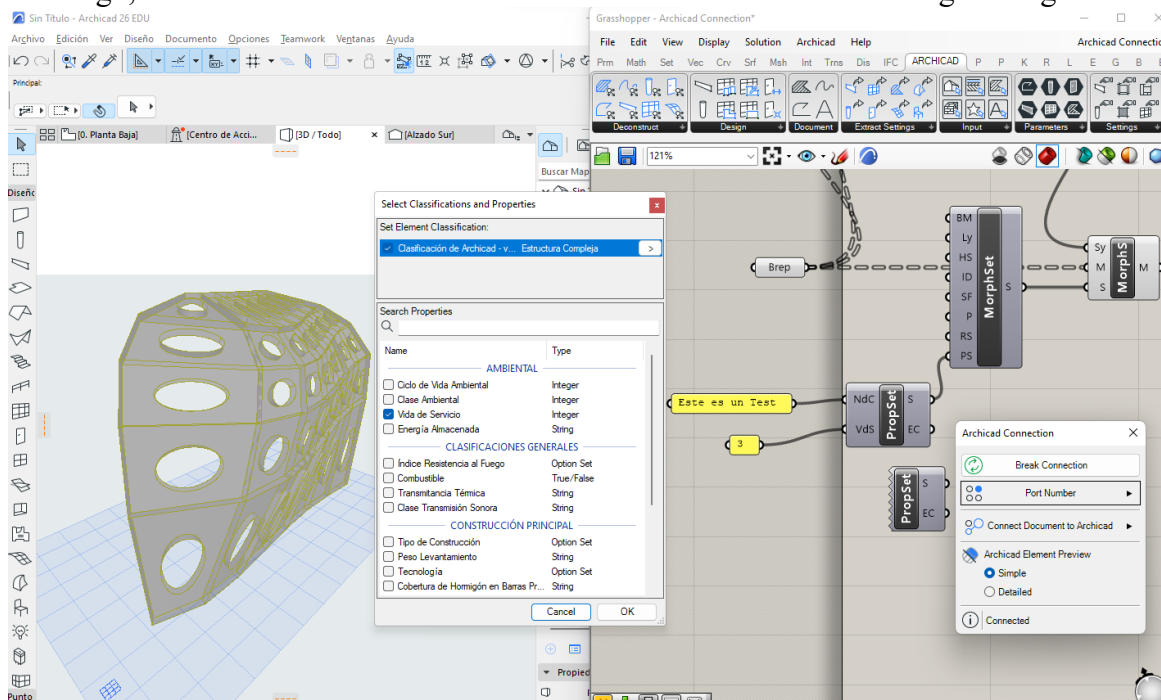 Sin Título - Archicad 26 EDU
Archivo Edición Ver Diseño Documento Opciones Teamwork Ventanas Ayuda
Principal:
[0. Planta Baja]
[Centro de Acci...
[3D / Todo]
[Alzado Sur]
Buscar Map
Diseño
Punto
Propied
Select Classifications and Properties
Set Element Classification:
Clasificación de Archicad - v... Estructura Compleja
Search Properties
Name Type
AMBIENTAL
Ciclo de Vida Ambiental Integer
Clase Ambiental Integer
Vida de Servicio Integer
Energía Almacenada String
CLASIFICACIONES GENERALES
Índice Resistencia al Fuego Option Set
Combustible True/False
Transmitancia Térmica String
Clase Transmisión Sonora String
CONSTRUCCIÓN PRINCIPAL
Tipo de Construcción Option Set
Peso Levantamiento String
Tecnología Option Set
Cobertura de Hormigón en Barras Pr... String
Cancel OK
Grasshopper - Archicad Connection*
File Edit View Display Solution Archicad Help Archicad Connectio
Prm Math Set Vec Crv Srf Msh Int Trns Dis IFC ARCHICAD P P K R L E G B E
Deconstruct Design Document Extract Settings Input Parameters Settings
121%
Brep
BM
Ly
HS
ID
SF
P
RS
PS
MorphSet
S
Sy
M
S
MorphS
M
Este es un Test
3
NdC
VdS
PropSet
S
EC
PropSet
S
EC
Archicad Connection
Break Connection
Port Number
Connect Document to Archicad
Archicad Element Preview
Simple
Detailed
Connected